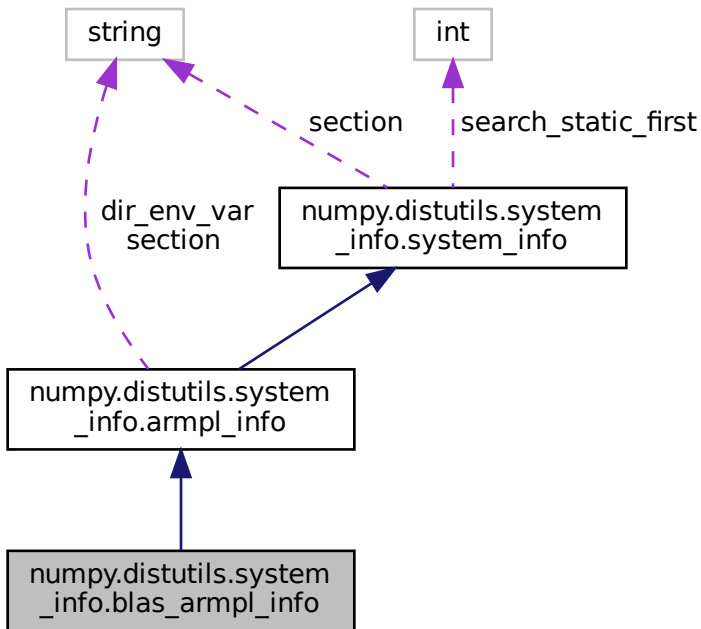 string
int
section
search_static_first
dir_env_var
section
numpy.distutils.system
_info.system_info
numpy.distutils.system
_info.armpl_info
numpy.distutils.system
_info.blas_armpl_info